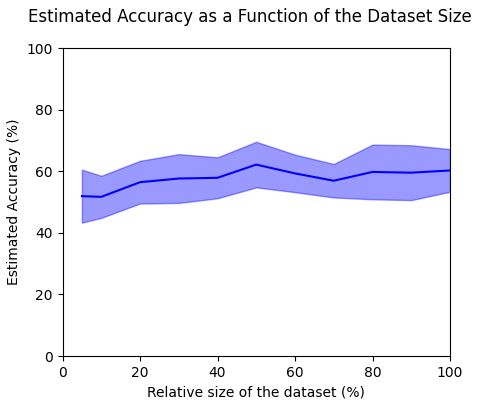 Estimated Accuracy as a Function of the Dataset Size
100
80
60
40
20
0
Estimated Accuracy (%)
0 20 40 60 80 100
Relative size of the dataset (%)